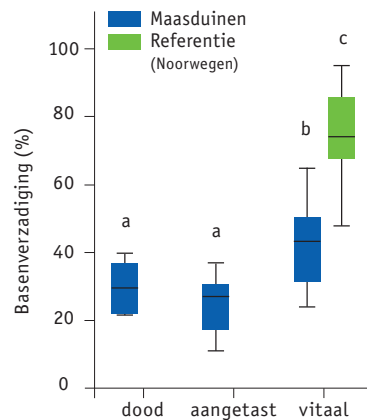 Maasduinen
Referentie
(Noorwegen)
Basenverzadiging (%)
100
80
60
40
20
0
a
a
b
c
dood
aangetast
vitaal